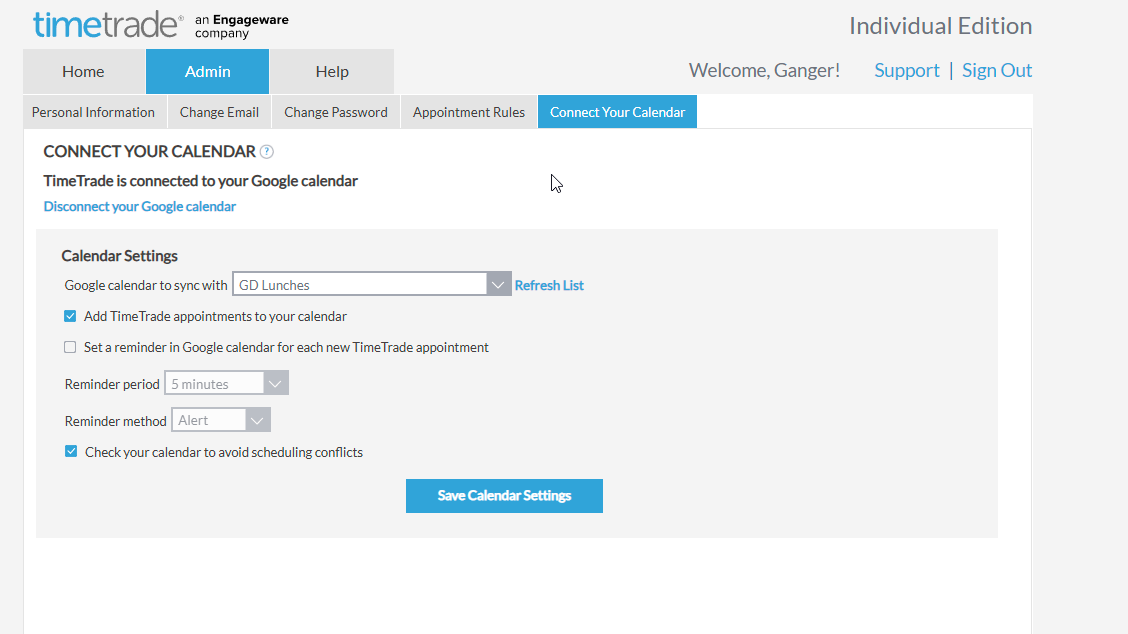 timetrade® an Engageware company
Individual Edition
Home Admin Help
Welcome, Ganger! Support | Sign Out
Personal Information Change Email Change Password Appointment Rules Connect Your Calendar
CONNECT YOUR CALENDAR ?
TimeTrade is connected to your Google calendar
Disconnect your Google calendar
Calendar Settings
Google calendar to sync with GD Lunches Refresh List
Add TimeTrade appointments to your calendar
Set a reminder in Google calendar for each new TimeTrade appointment
Reminder period 5 minutes
Reminder method Alert
Check your calendar to avoid scheduling conflicts
Save Calendar Settings